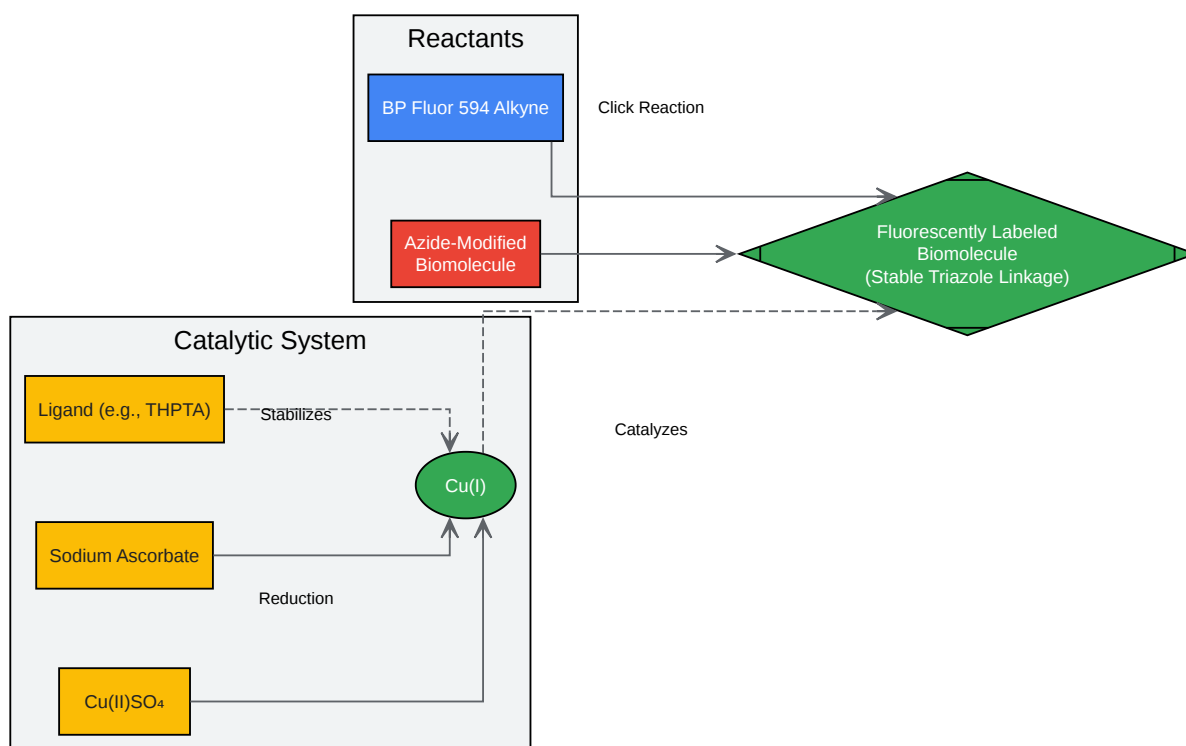 Reactants
BP Fluor 594 Alkyne
Click Reaction
Azide-Modified
Biomolecule
Fluorescently Labeled
Biomolecule
(Stable Triazole Linkage)
Catalytic System
Ligand (e.g., THPTA)
Stabilizes
Catalyzes
Cu(I)
Sodium Ascorbate
Reduction
Cu(II)SO₄